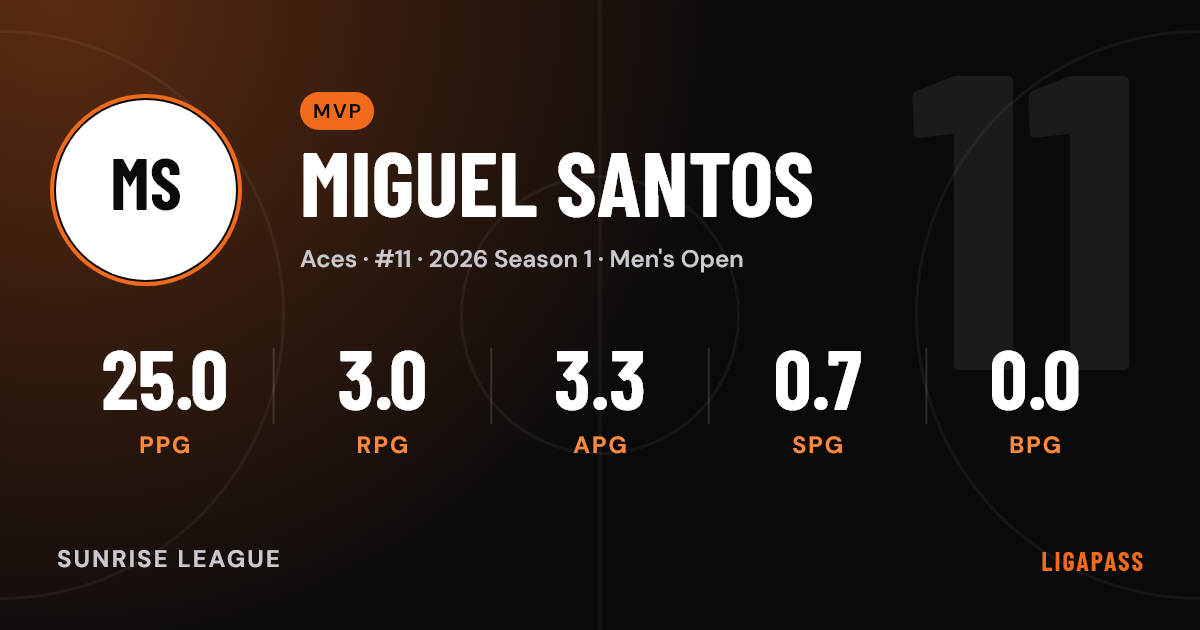 MS
MVP
MIGUEL SANTOS
Aces · #11 · 2026 Season 1 · Men's Open
11
25.0
PPG
3.0
RPG
3.3
APG
0.7
SPG
0.0
BPG
SUNRISE LEAGUE
LIGAPASS